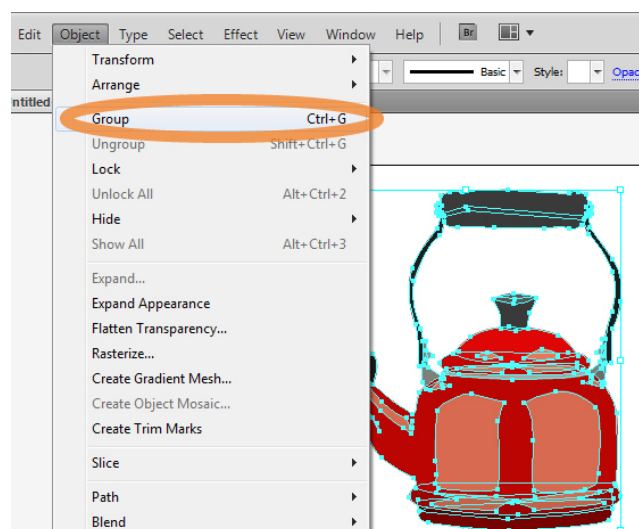 Edit Object Type Select Effect View Window Help Br
Basic Style: Opac
ntitled
Transform
Arrange
Group Ctrl+G
Ungroup Shift+Ctrl+G
Lock
Unlock All Alt+Ctrl+2
Hide
Show All Alt+Ctrl+3
Expand...
Expand Appearance
Flatten Transparency...
Rasterize...
Create Gradient Mesh...
Create Object Mosaic...
Create Trim Marks
Slice
Path
Blend